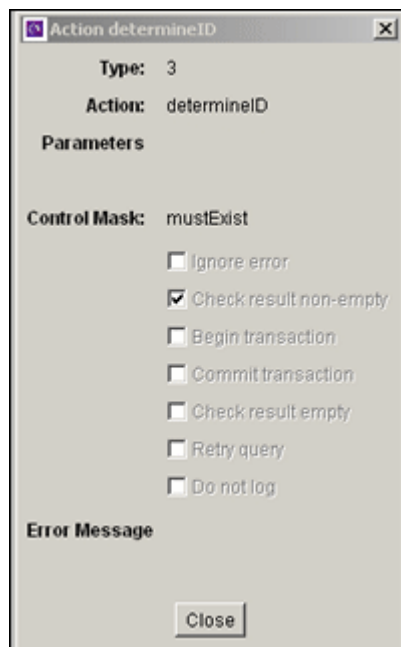 Action determineID
Type: 3
Action: determineID
Parameters
Control Mask: mustExist
Ignore error
Check result non-empty
Begin transaction
Commit transaction
Check result empty
Retry query
Do not log
Error Message
Close